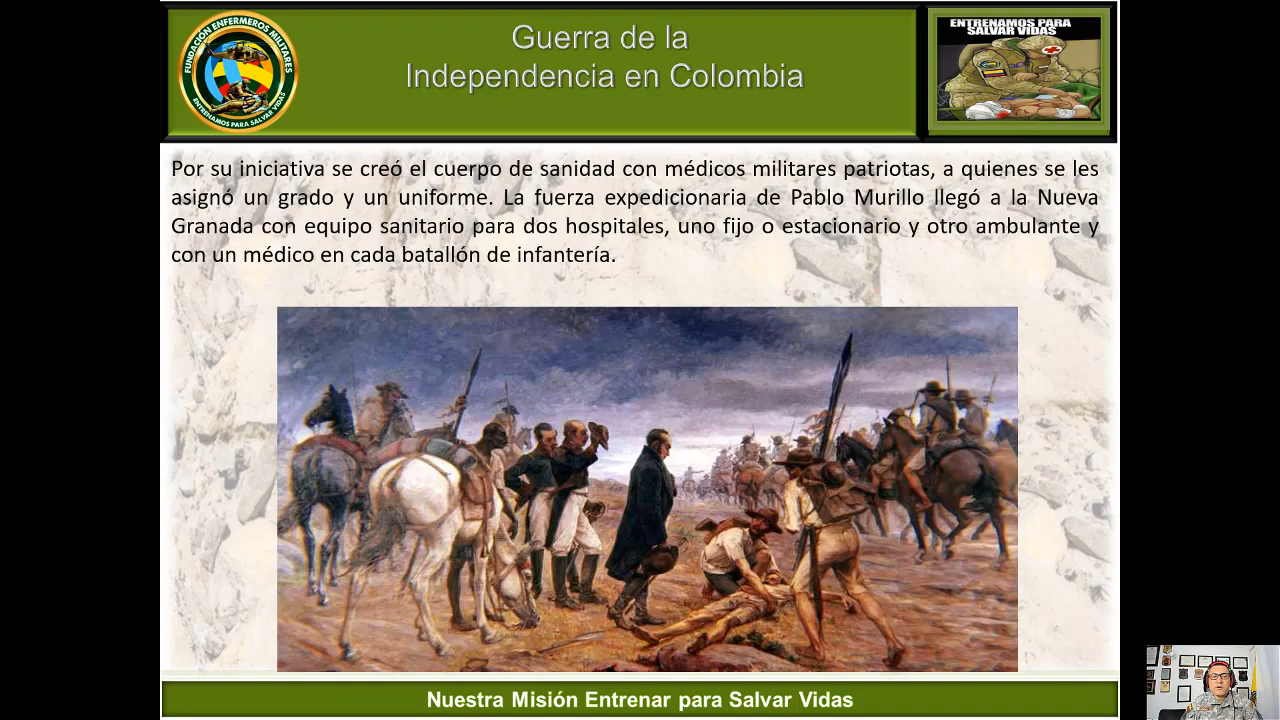 FUNDACIÓN ENFERMEROS MILITARES
ENTRENAMOS PARA SALVAR VIDAS
Guerra de la
Independencia en Colombia
ENTRENAMOS PARA
SALVAR VIDAS
Por su iniciativa se creó el cuerpo de sanidad con médicos militares patriotas, a quienes se les
asignó un grado y un uniforme. La fuerza expedicionaria de Pablo Murillo llegó a la Nueva
Granada con equipo sanitario para dos hospitales, uno fijo o estacionario y otro ambulante y
con un médico en cada batallón de infantería.
Nuestra Misión Entrenar para Salvar Vidas